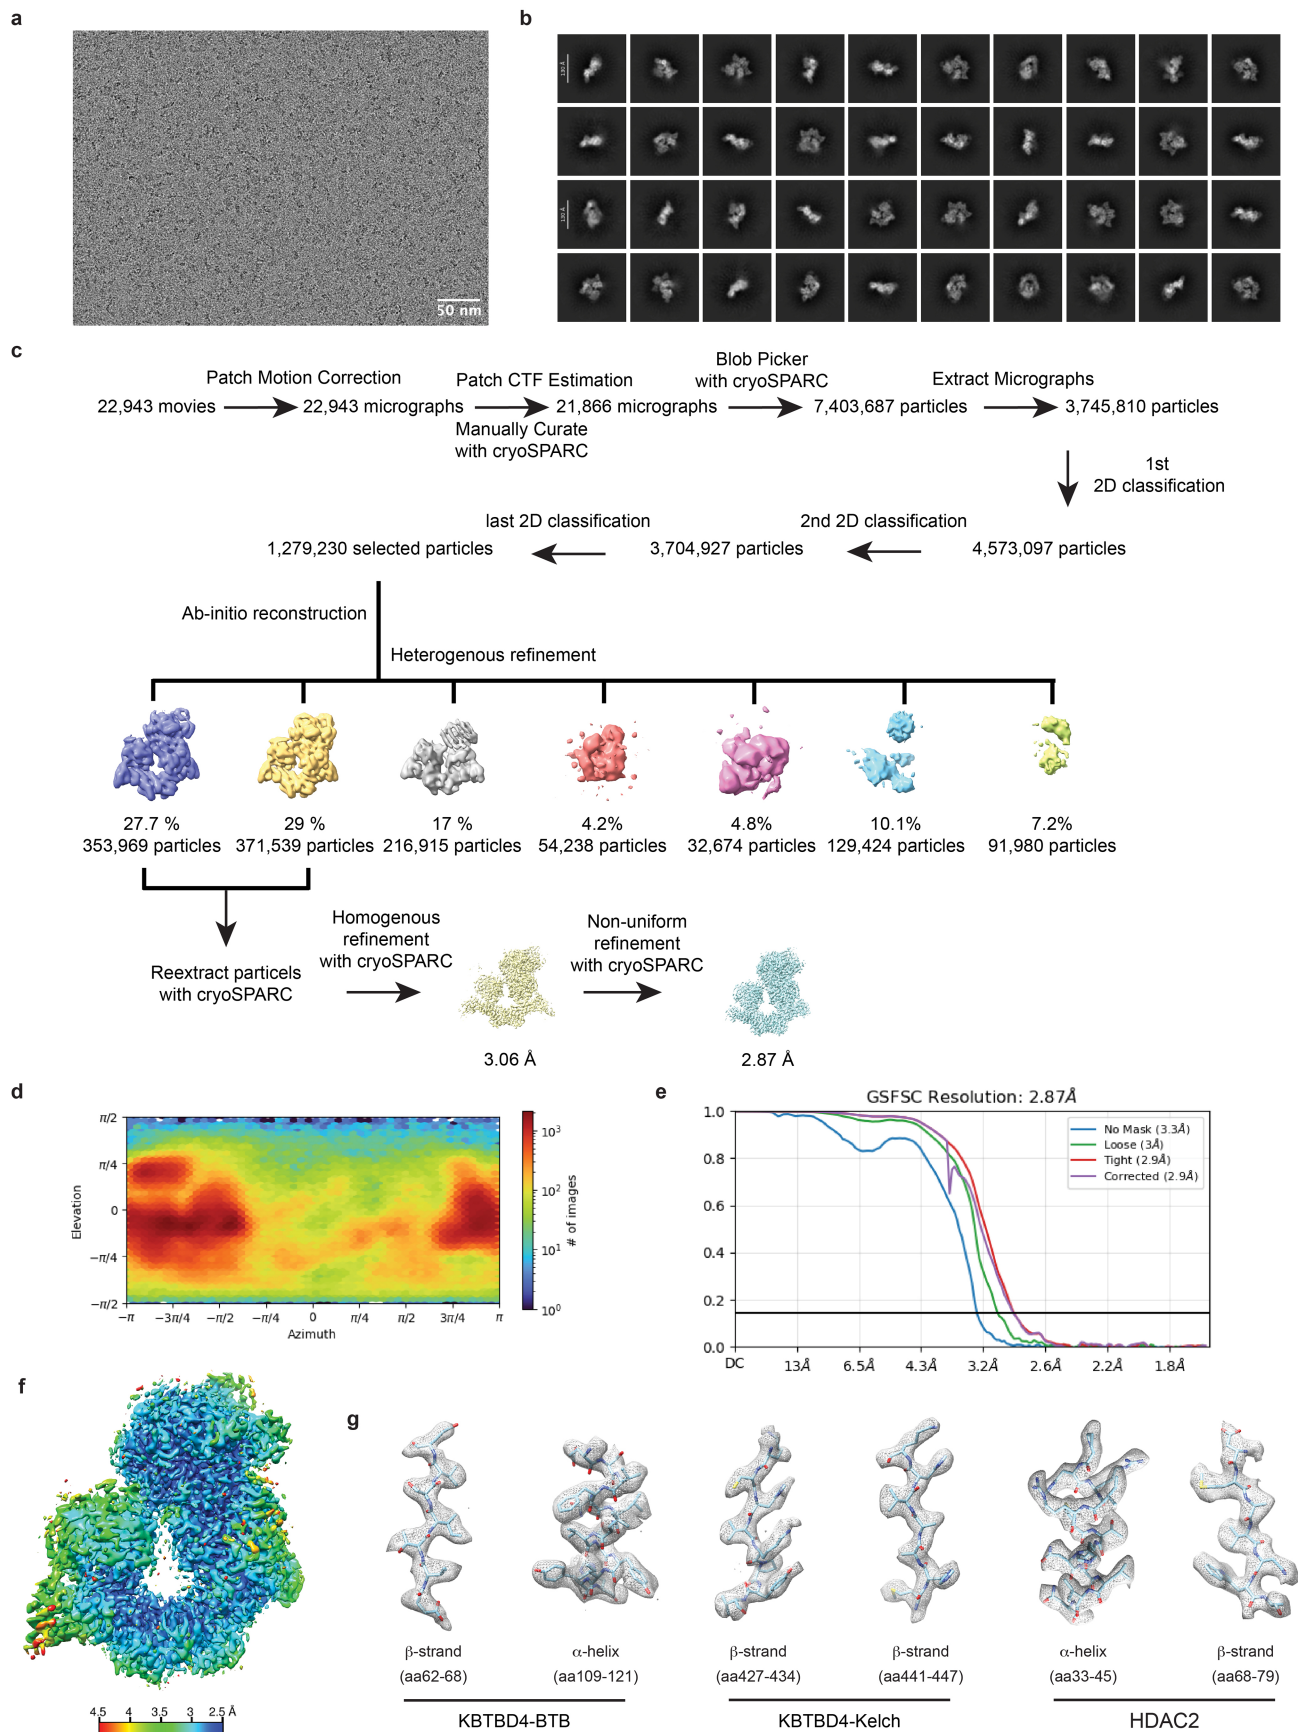 a
50 nm
b
130 Å
130 Å
c
Patch Motion Correction
Patch CTF Estimation
Blob Picker
with cryoSPARC
Extract Micrographs
22,943 movies
22,943 micrographs
21,866 micrographs
7,403,687 particles
3,745,810 particles
Manually Curate
with cryoSPARC
1st
2D classification
last 2D classification
2nd 2D classification
1,279,230 selected particles
3,704,927 particles
4,573,097 particles
Ab-initio reconstruction
Heterogenous refinement
27.7 %
29 %
17 %
4.2%
4.8%
10.1%
7.2%
353,969 particles
371,539 particles
216,915 particles
54,238 particles
32,674 particles
129,424 particles
91,980 particles
Homogenous
refinement
with cryoSPARC
Non-uniform
refinement
with cryoSPARC
Reextract particels
with cryoSPARC
3.06 Å
2.87 Å
d
π/2
π/4
0
−π/4
−π/2
Elevation
−π
−3π/4
−π/2
−π/4
0
π/4
π/2
3π/4
π
Azimuth
10³
10²
10¹
10⁰
# of images
e
GSFSC Resolution: 2.87Å
1.0
0.8
0.6
0.4
0.2
0.0
No Mask (3.3Å)
Loose (3Å)
Tight (2.9Å)
Corrected (2.9Å)
DC
13Å
6.5Å
4.3Å
3.2Å
2.6Å
2.2Å
1.8Å
f
4.5
4
3.5
3
2.5 Å
g
β-strand
(aa62-68)
α-helix
(aa109-121)
β-strand
(aa427-434)
β-strand
(aa441-447)
α-helix
(aa33-45)
β-strand
(aa68-79)
KBTBD4-BTB
KBTBD4-Kelch
HDAC2